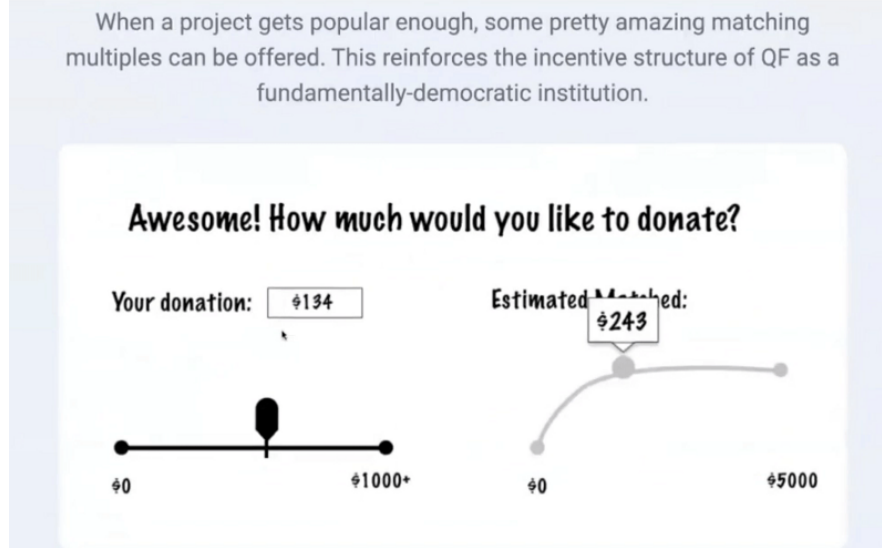 When a project gets popular enough, some pretty amazing matching
multiples can be offered. This reinforces the incentive structure of QF as a
fundamentally-democratic institution.
Awesome! How much would you like to donate?
Your donation: $134
Estimated
$243
$0
$1000+
$0
$5000